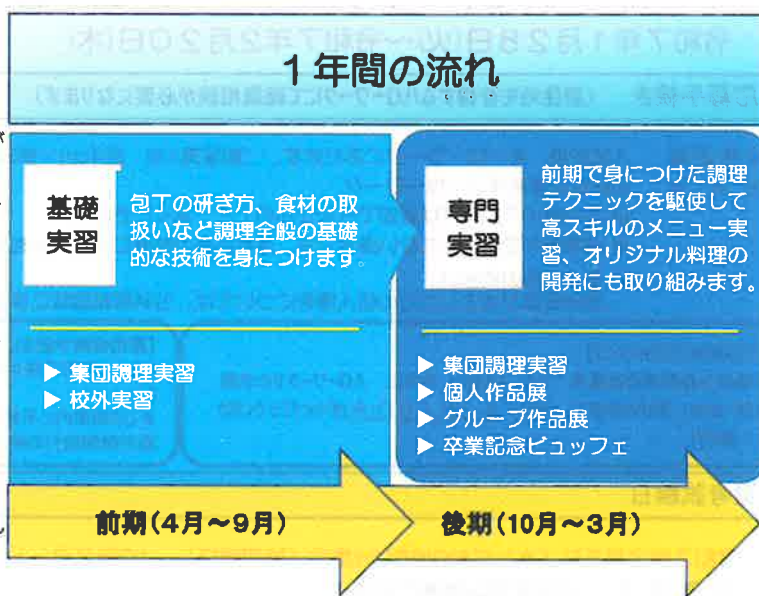 1年間の流れ
基礎
実習
包丁の研ぎ方、食材の取
扱いなど調理全般の基礎
的な技術を身につけます。
▶ 集団調理実習
▶ 校外実習
専門
実習
前期で身につけた調理
テクニックを駆使して
高スキルのメニュー実
習、オリジナル料理の
開発にも取り組みます。
▶ 集団調理実習
▶ 個人作品展
▶ グループ作品展
▶ 卒業記念ビュッフェ
前期(4月～9月)
後期(10月～3月)